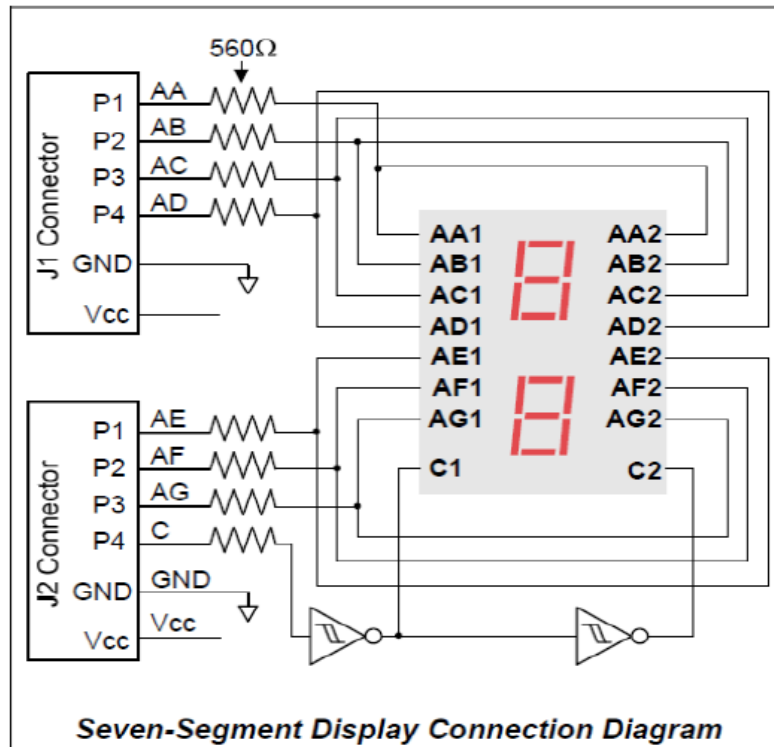 560Ω
J1 Connector
P1 AA
P2 AB
P3 AC
P4 AD
GND
Vcc
AA1 AA2
AB1 AB2
AC1 AC2
AD1 AD2
AE1 AE2
AF1 AF2
AG1 AG2
C1 C2
J2 Connector
P1 AE
P2 AF
P3 AG
P4 C
GND GND
Vcc Vcc
Seven-Segment Display Connection Diagram